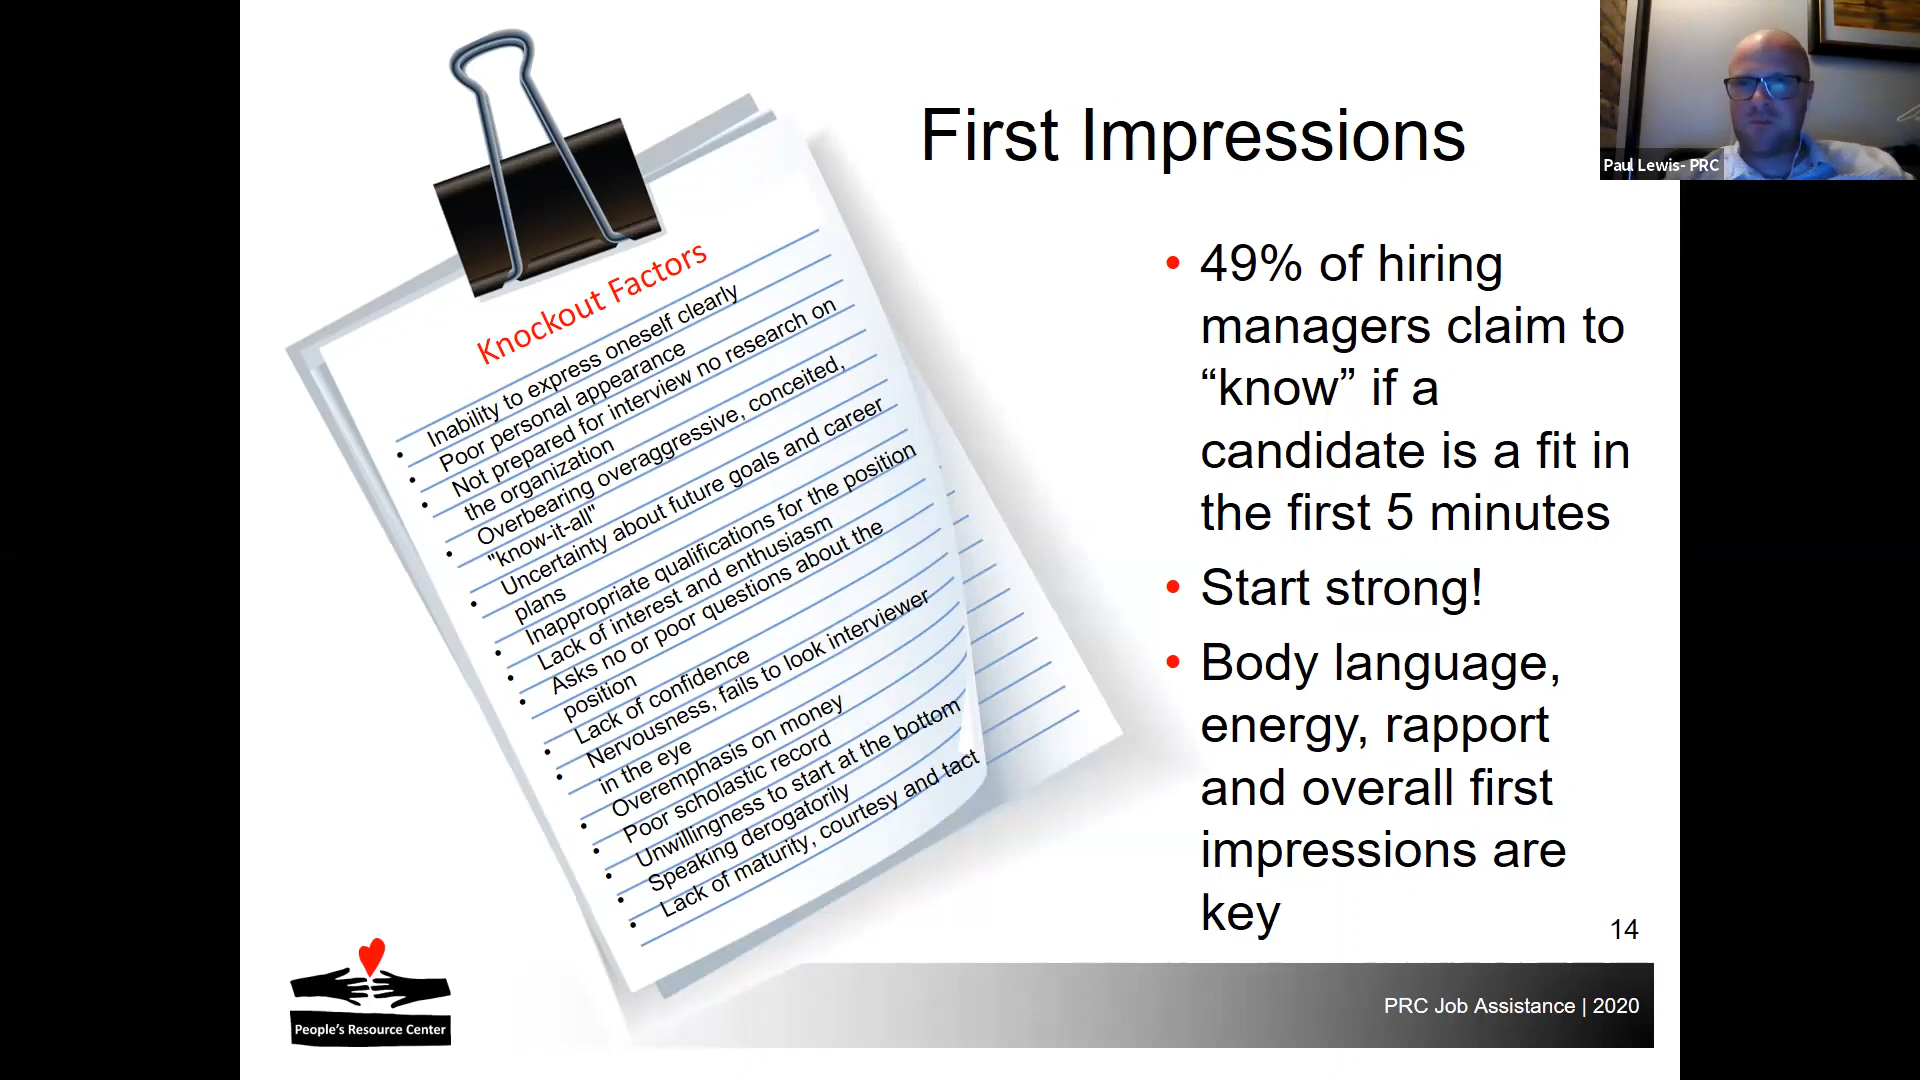 First Impressions
Paul Lewis- PRC
Knockout Factors
• Inability to express oneself clearly
• Poor personal appearance
• Not prepared for interview no research on
the organization
• Overbearing overaggressive, conceited,
"know-it-all"
• Uncertainty about future goals and career
plans
• Inappropriate qualifications for the position
• Lack of interest and enthusiasm
• Asks no or poor questions about the
position
• Lack of confidence
• Nervousness, fails to look interviewer
in the eye
• Overemphasis on money
• Poor scholastic record
• Unwillingness to start at the bottom
• Speaking derogatorily
• Lack of maturity, courtesy and tact
• 49% of hiring
managers claim to
“know” if a
candidate is a fit in
the first 5 minutes
• Start strong!
• Body language,
energy, rapport
and overall first
impressions are
key
14
People's Resource Center
PRC Job Assistance | 2020